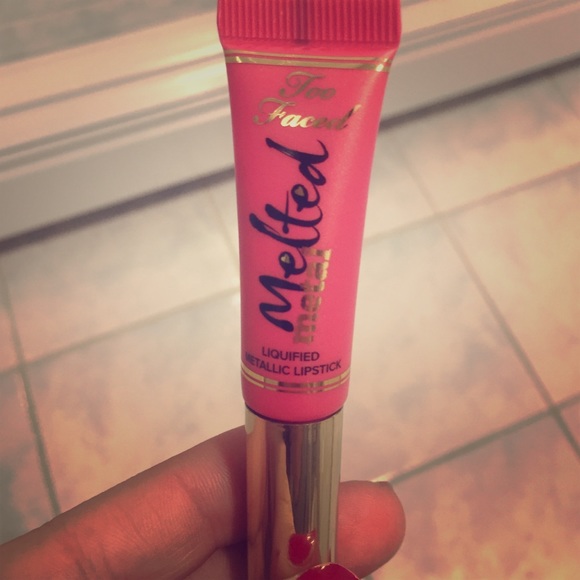 Too
Faced
Melted
metal
LIQUIFIED
METALLIC LIPSTICK